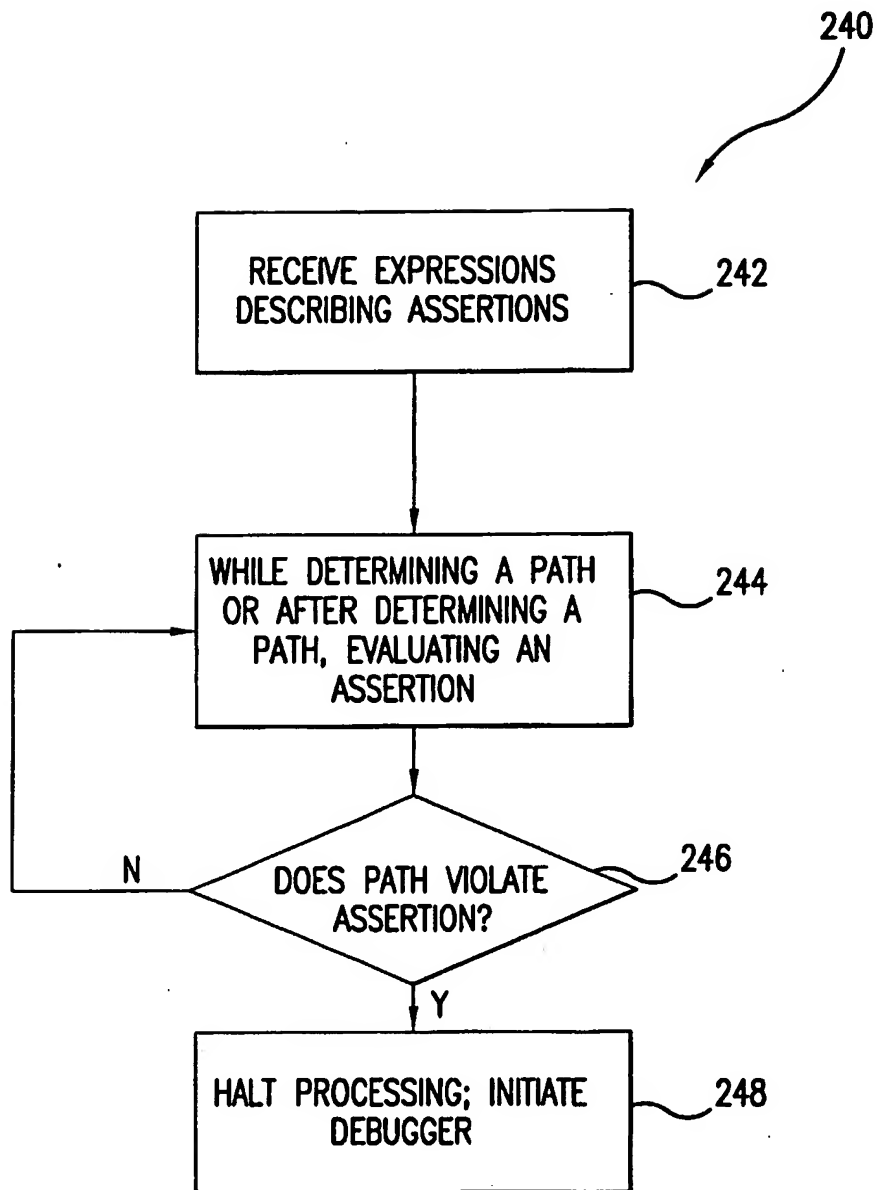 240
RECEIVE EXPRESSIONS
DESCRIBING ASSERTIONS
242
WHILE DETERMINING A PATH
OR AFTER DETERMINING A
PATH, EVALUATING AN
ASSERTION
244
DOES PATH VIOLATE
ASSERTION?
246
N
Y
HALT PROCESSING; INITIATE
DEBUGGER
248